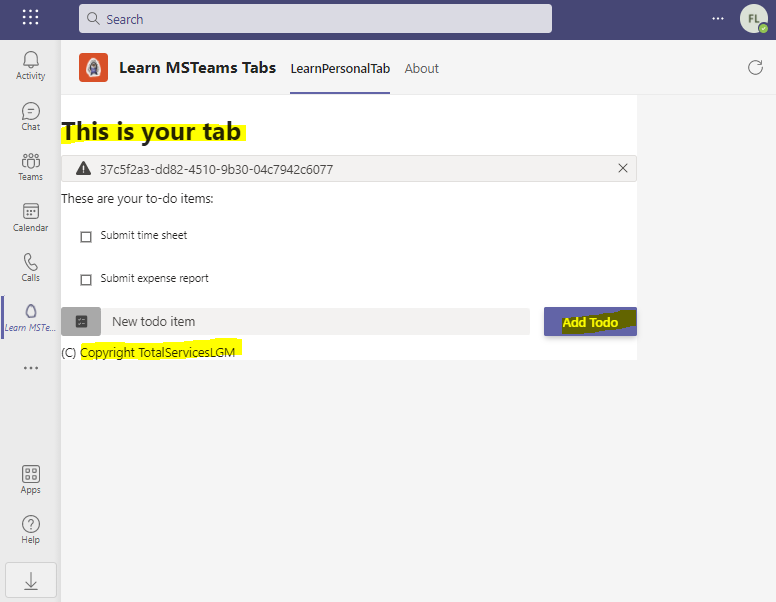 Search
FL
Activity
Chat
Teams
Calendar
Calls
Learn MSTe...
Apps
Help
Learn MSTeams Tabs LearnPersonalTab About
This is your tab
37c5f2a3-dd82-4510-9b30-04c7942c6077
These are your to-do items:
Submit time sheet
Submit expense report
New todo item Add Todo
(C) Copyright TotalServicesLGM